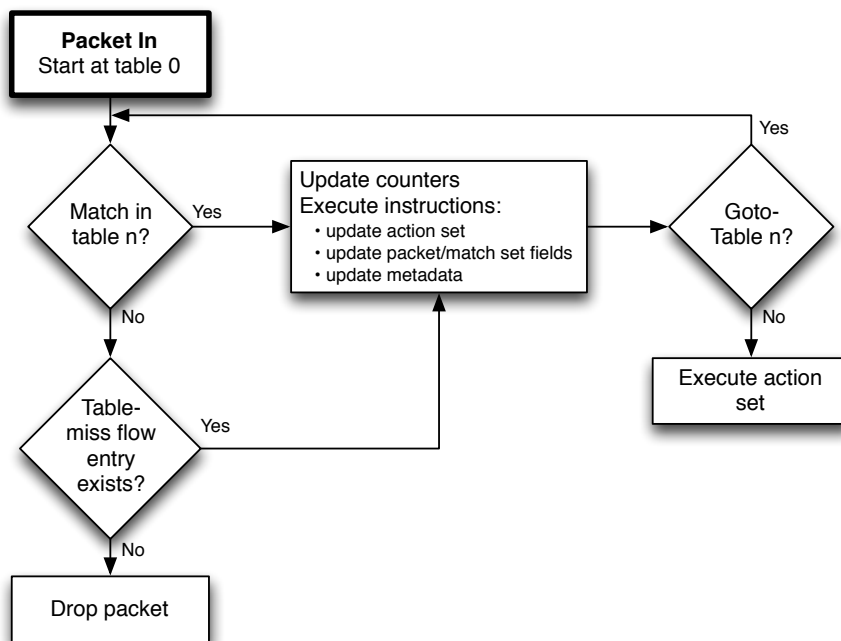 Packet In
Start at table 0
Yes
Match in
table n?
Yes
Update counters
Execute instructions:
• update action set
• update packet/match set fields
• update metadata
Goto-
Table n?
No
No
Execute action
set
Table-
miss flow
entry
exists?
Yes
No
Drop packet